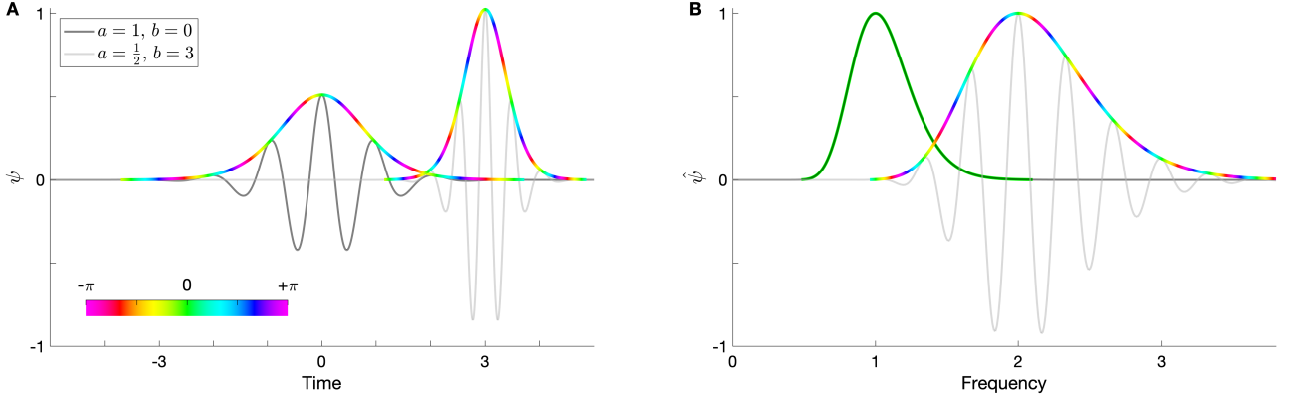 A
1
a = 1, b = 0
a = 1/2, b = 3
ψ
0
-π 0 +π
-1
-3 0 3
Time
B
1
ψ̂
0
-1
0 1 2 3
Frequency